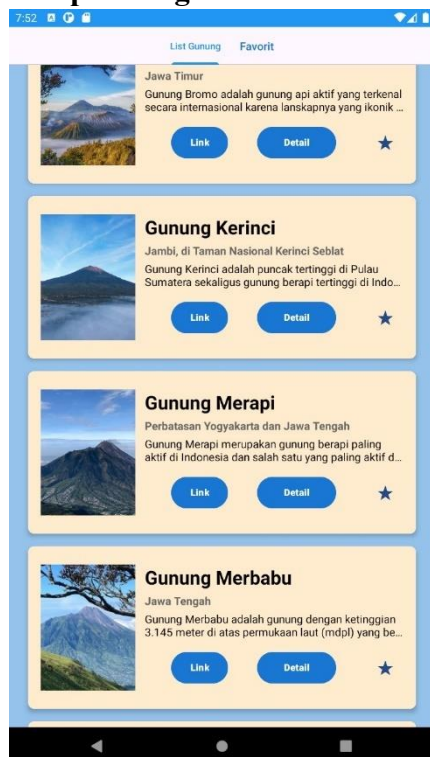 7:52
List Gunung Favorit
Jawa Timur
Gunung Bromo adalah gunung api aktif yang terkenal
secara internasional karena lanskapnya yang ikonik ...
Link Detail
Gunung Kerinci
Jambi, di Taman Nasional Kerinci Seblat
Gunung Kerinci adalah puncak tertinggi di Pulau
Sumatera sekaligus gunung berapi tertinggi di Indo...
Link Detail
Gunung Merapi
Perbatasan Yogyakarta dan Jawa Tengah
Gunung Merapi merupakan gunung berapi paling
aktif di Indonesia dan salah satu yang paling aktif d...
Link Detail
Gunung Merbabu
Jawa Tengah
Gunung Merbabu adalah gunung dengan ketinggian
3.145 meter di atas permukaan laut (mdpl) yang be...
Link Detail